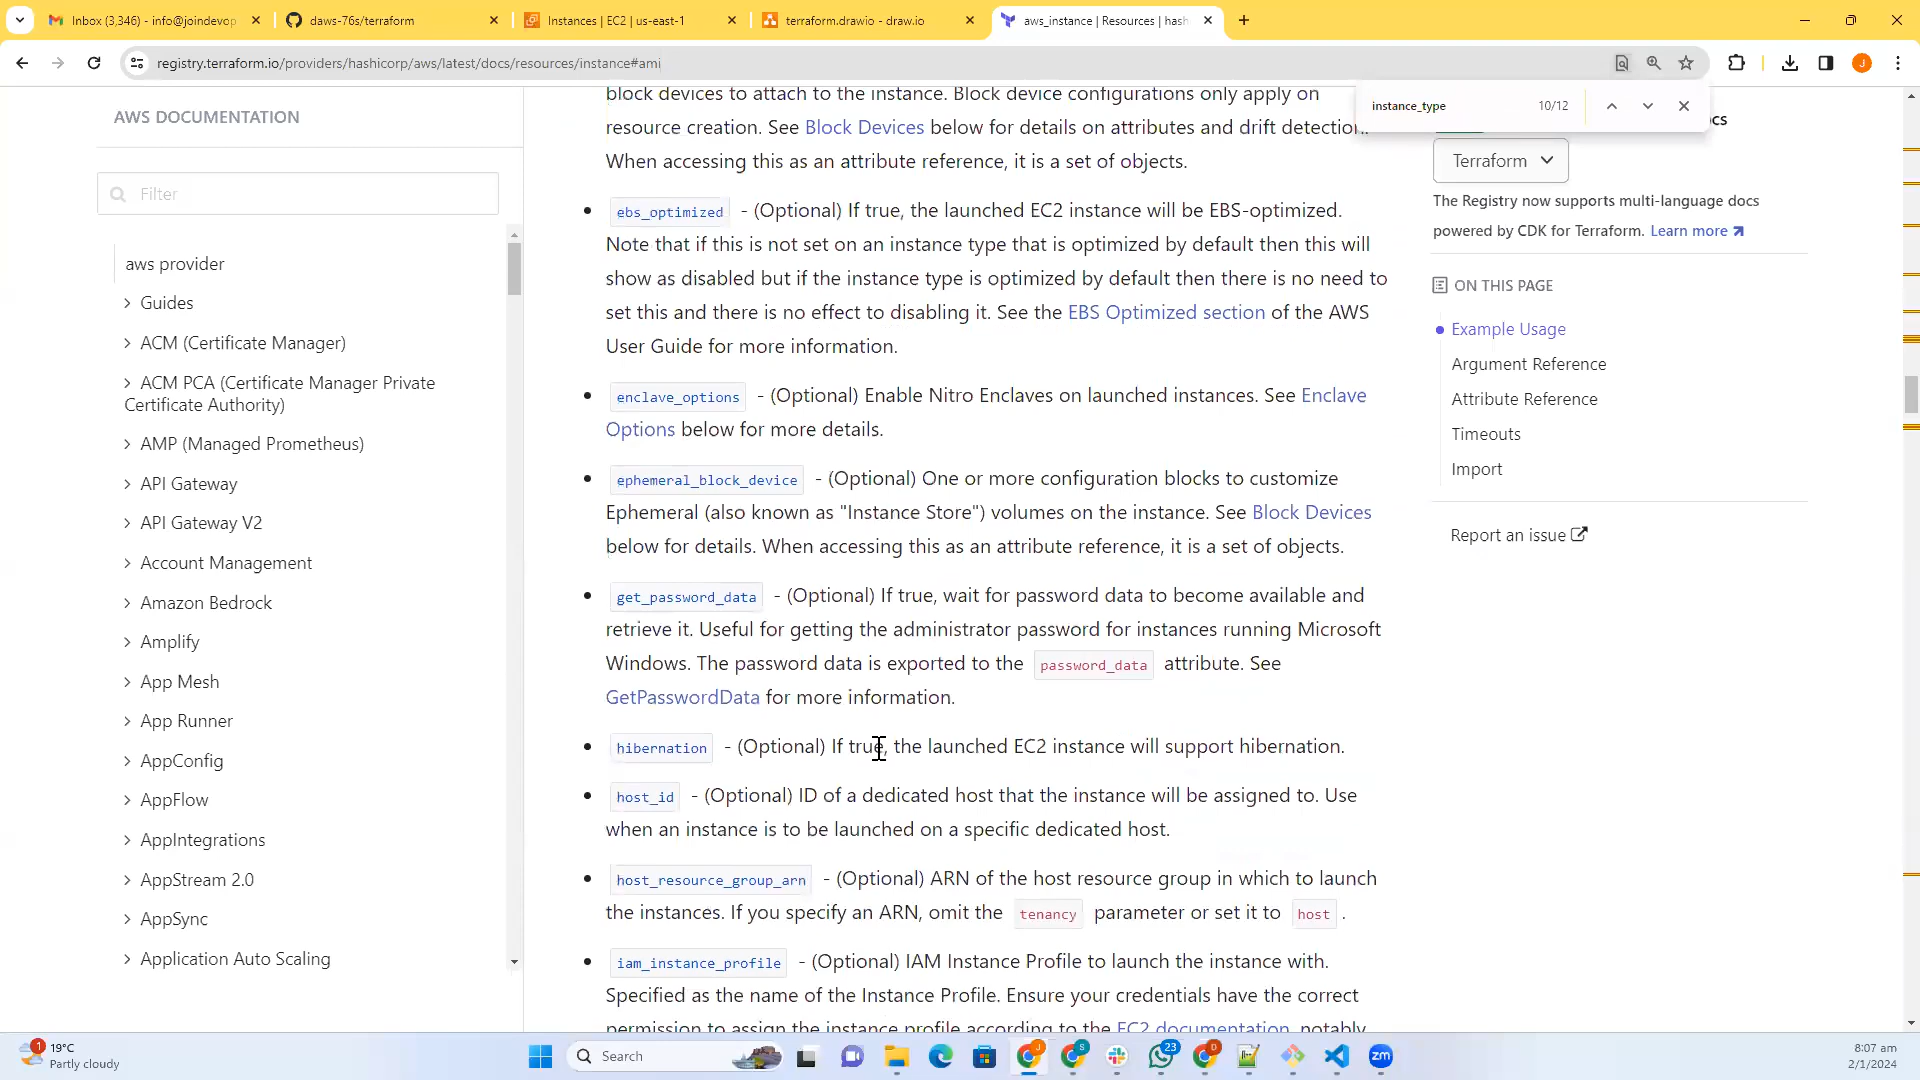 Inbox (3,346) - info@joindevop
daws-76s/terraform
Instances | EC2 | us-east-1
terraform.drawio - draw.io
aws_instance | Resources | hash
registry.terraform.io/providers/hashicorp/aws/latest/docs/resources/instance#ami
J
instance_type
10/12
AWS DOCUMENTATION
Filter
aws provider
Guides
ACM (Certificate Manager)
ACM PCA (Certificate Manager Private
Certificate Authority)
AMP (Managed Prometheus)
API Gateway
API Gateway V2
Account Management
Amazon Bedrock
Amplify
App Mesh
App Runner
AppConfig
AppFlow
AppIntegrations
AppStream 2.0
AppSync
Application Auto Scaling
block devices to attach to the instance. Block device configurations only apply on
resource creation. See Block Devices below for details on attributes and drift detection.
When accessing this as an attribute reference, it is a set of objects.
ebs_optimized - (Optional) If true, the launched EC2 instance will be EBS-optimized.
Note that if this is not set on an instance type that is optimized by default then this will
show as disabled but if the instance type is optimized by default then there is no need to
set this and there is no effect to disabling it. See the EBS Optimized section of the AWS
User Guide for more information.
enclave_options - (Optional) Enable Nitro Enclaves on launched instances. See Enclave
Options below for more details.
ephemeral_block_device - (Optional) One or more configuration blocks to customize
Ephemeral (also known as "Instance Store") volumes on the instance. See Block Devices
below for details. When accessing this as an attribute reference, it is a set of objects.
get_password_data - (Optional) If true, wait for password data to become available and
retrieve it. Useful for getting the administrator password for instances running Microsoft
Windows. The password data is exported to the password_data attribute. See
GetPasswordData for more information.
hibernation - (Optional) If true, the launched EC2 instance will support hibernation.
host_id - (Optional) ID of a dedicated host that the instance will be assigned to. Use
when an instance is to be launched on a specific dedicated host.
host_resource_group_arn - (Optional) ARN of the host resource group in which to launch
the instances. If you specify an ARN, omit the tenancy parameter or set it to host .
iam_instance_profile - (Optional) IAM Instance Profile to launch the instance with.
Specified as the name of the Instance Profile. Ensure your credentials have the correct
permission to assign the instance profile according to the EC2 documentation, notably
cs
Terraform
The Registry now supports multi-language docs
powered by CDK for Terraform. Learn more
ON THIS PAGE
Example Usage
Argument Reference
Attribute Reference
Timeouts
Import
Report an issue
1
19°C
Partly cloudy
Search
J
S
23
D
zm
8:07 am
2/1/2024